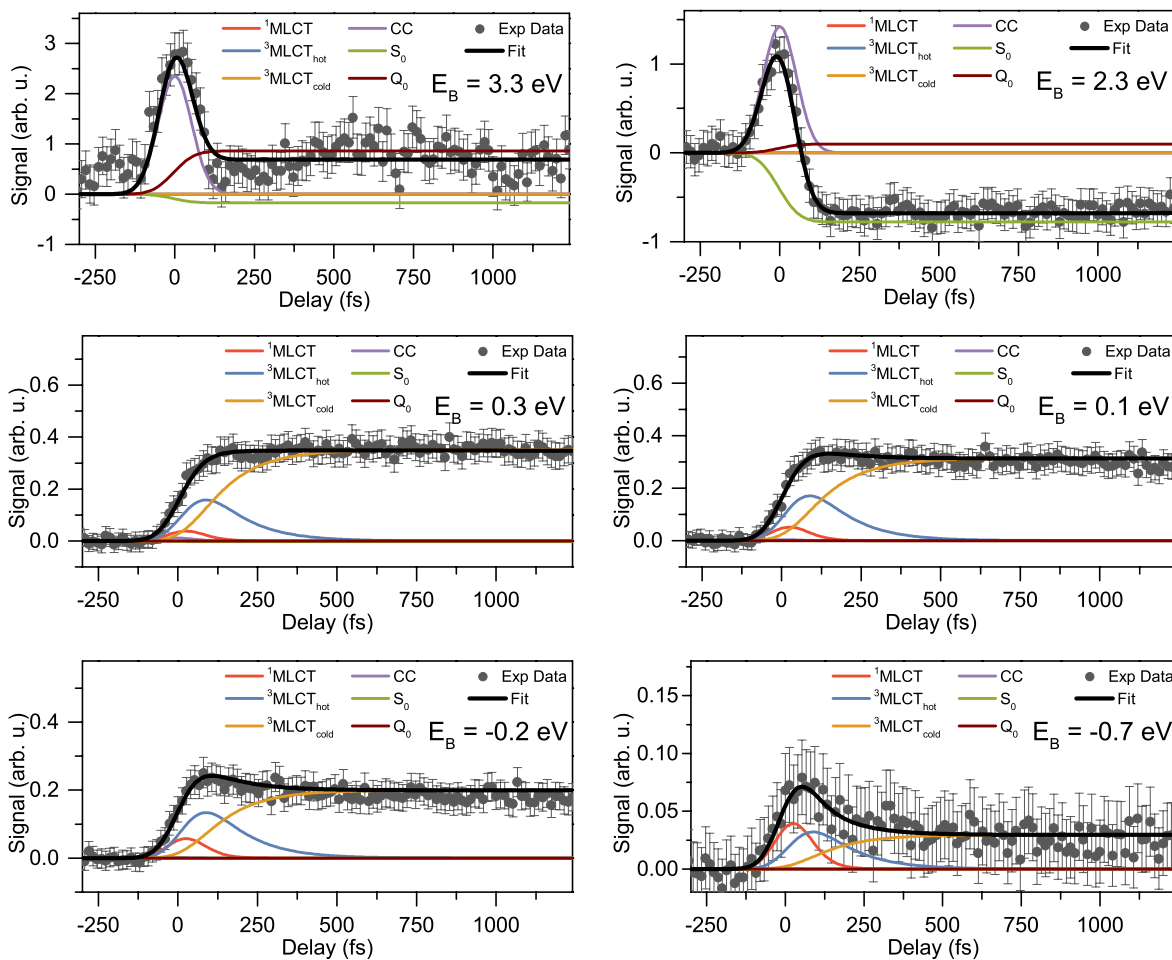 ¹MLCT CC Exp Data
³MLCT_hot S₀ Fit
³MLCT_cold Q₀
E_B = 3.3 eV
Signal (arb. u.)
3
2
1
0
-1
-250 0 250 500 750 1000
Delay (fs)
¹MLCT CC Exp Data
³MLCT_hot S₀ Fit
³MLCT_cold Q₀
E_B = 2.3 eV
Signal (arb. u.)
1
0
-1
-250 0 250 500 750 1000
Delay (fs)
¹MLCT CC Exp Data
³MLCT_hot S₀ Fit
³MLCT_cold Q₀
E_B = 0.3 eV
Signal (arb. u.)
0.6
0.4
0.2
0.0
-250 0 250 500 750 1000
Delay (fs)
¹MLCT CC Exp Data
³MLCT_hot S₀ Fit
³MLCT_cold Q₀
E_B = 0.1 eV
Signal (arb. u.)
0.6
0.4
0.2
0.0
-250 0 250 500 750 1000
Delay (fs)
¹MLCT CC Exp Data
³MLCT_hot S₀ Fit
³MLCT_cold Q₀
E_B = -0.2 eV
Signal (arb. u.)
0.4
0.2
0.0
-250 0 250 500 750 1000
Delay (fs)
¹MLCT CC Exp Data
³MLCT_hot S₀ Fit
³MLCT_cold Q₀
E_B = -0.7 eV
Signal (arb. u.)
0.15
0.10
0.05
0.00
-250 0 250 500 750 1000
Delay (fs)